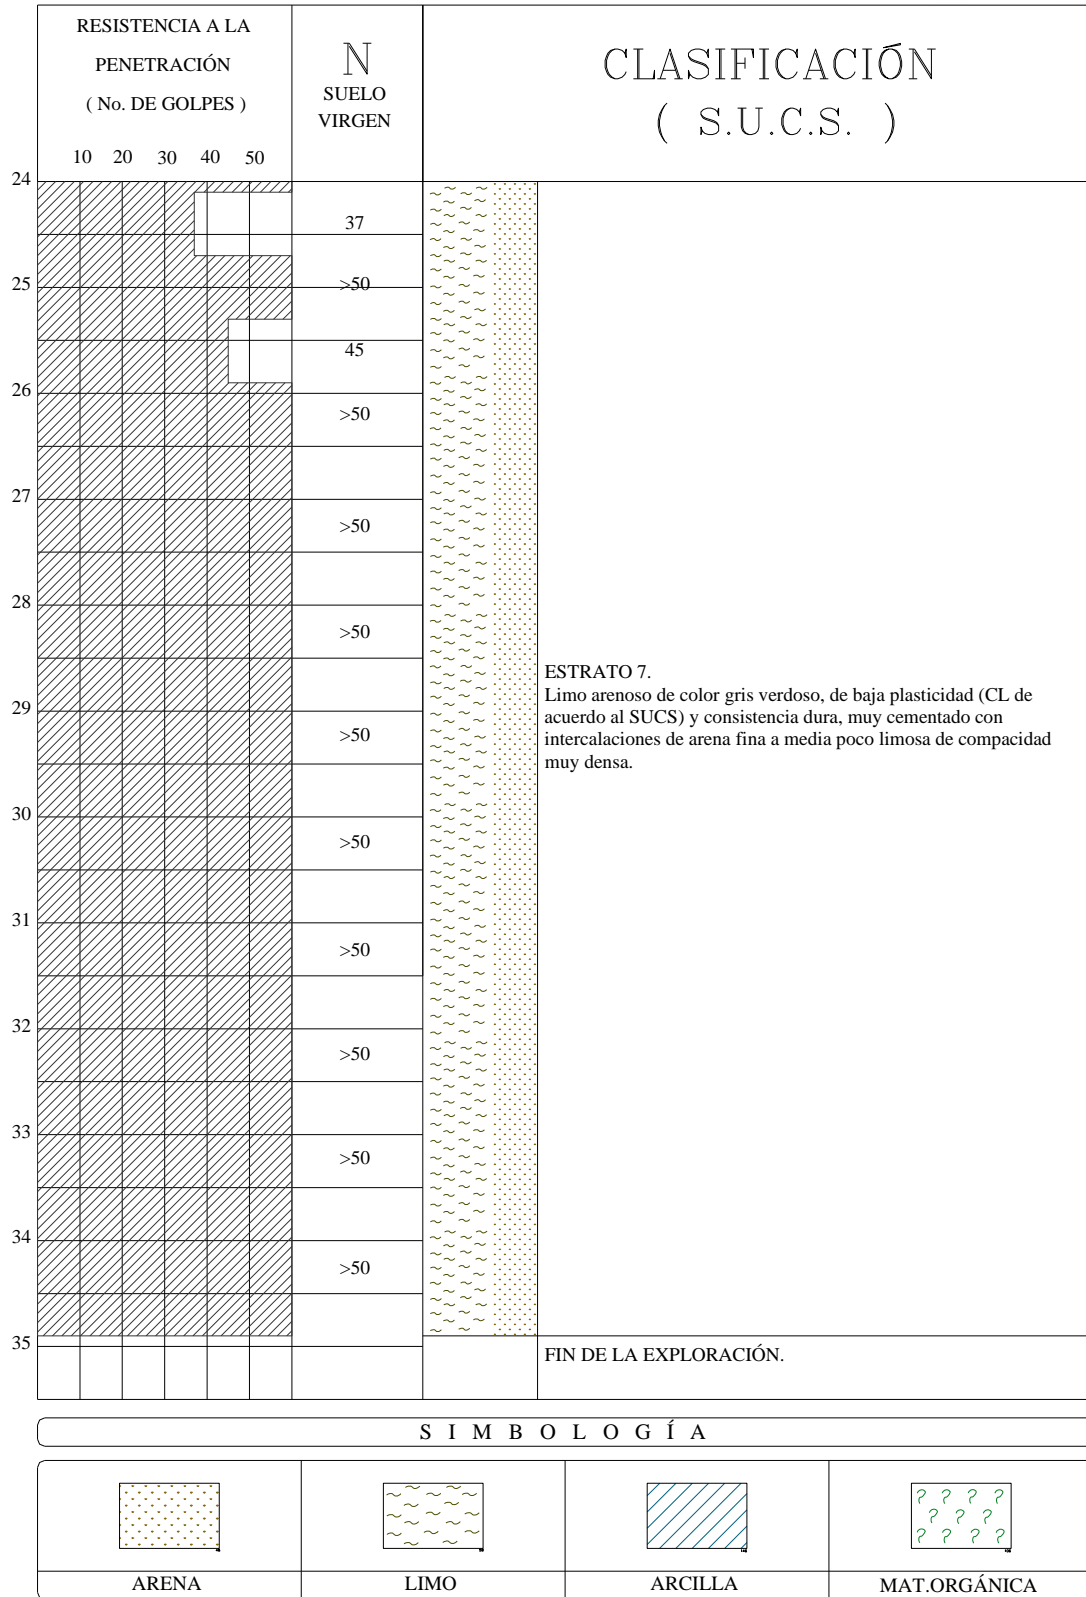 RESISTENCIA A LA
PENETRACIÓN
( No. DE GOLPES )
10 20 30 40 50
N
SUELO
VIRGEN
CLASIFICACIÓN
( S.U.C.S. )
24
37
25
>50
45
26
>50
27
>50
28
>50
ESTRATO 7.
Limo arenoso de color gris verdoso, de baja plasticidad (CL de
acuerdo al SUCS) y consistencia dura, muy cementado con
intercalaciones de arena fina a media poco limosa de compacidad
muy densa.
29
>50
30
>50
31
>50
32
>50
33
>50
34
>50
35
FIN DE LA EXPLORACIÓN.
SIMBOLOGÍA
ARENA
LIMO
ARCILLA
MAT.ORGÁNICA